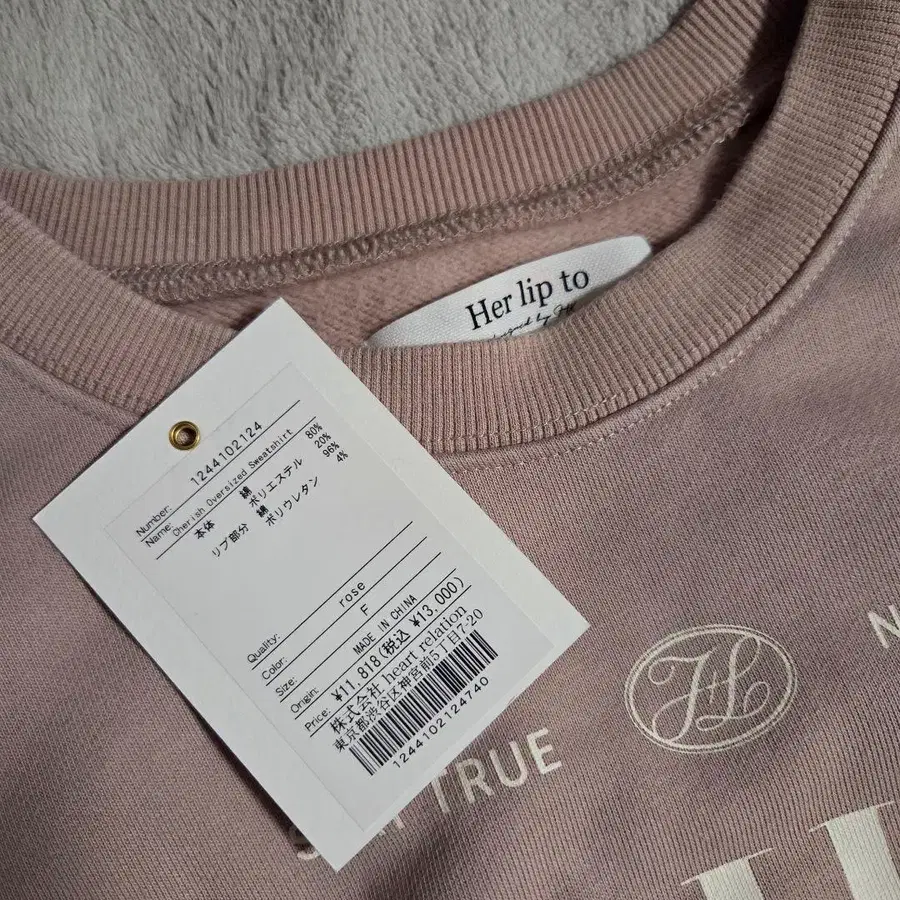 Her lip to
Number: 1244102124
Name: Cherish Oversized Sweatshirt
本体 綿 80%
ポリエステル 20%
リブ部分 綿 96%
ポリウレタン 4%
Quality:
Color: rose
Size: F
Origin: MADE IN CHINA
Price: ¥11,818(税込 ¥13,000)
株式会社 heart relation
東京都渋谷区神宮前5丁目7-20
1244102124740
TRUE
HL
N